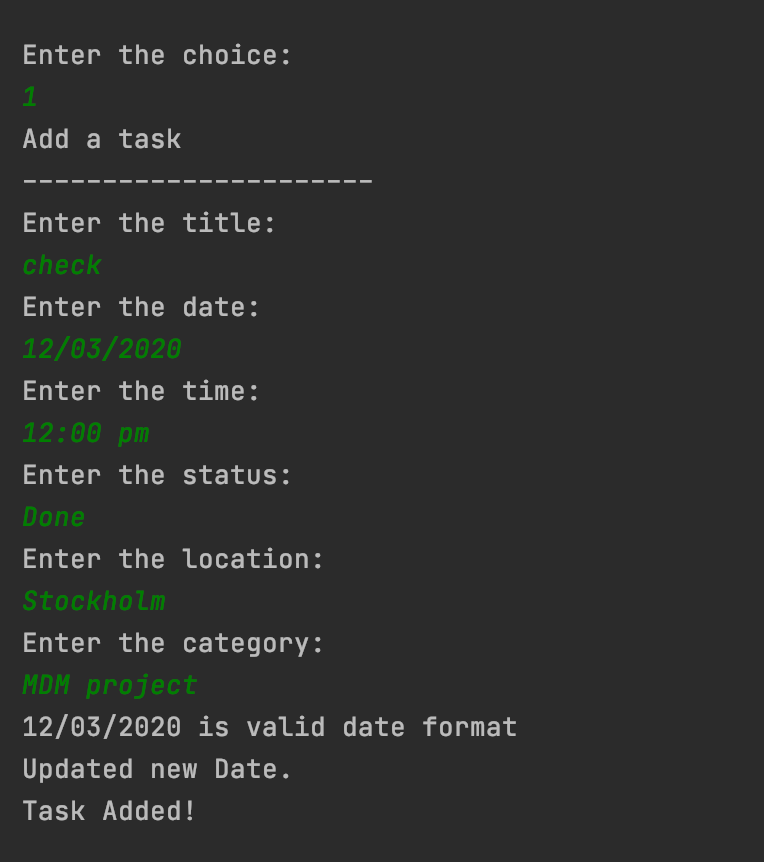 Enter the choice:
1
Add a task
----------------------
Enter the title:
check
Enter the date:
12/03/2020
Enter the time:
12:00 pm
Enter the status:
Done
Enter the location:
Stockholm
Enter the category:
MDM project
12/03/2020 is valid date format
Updated new Date.
Task Added!